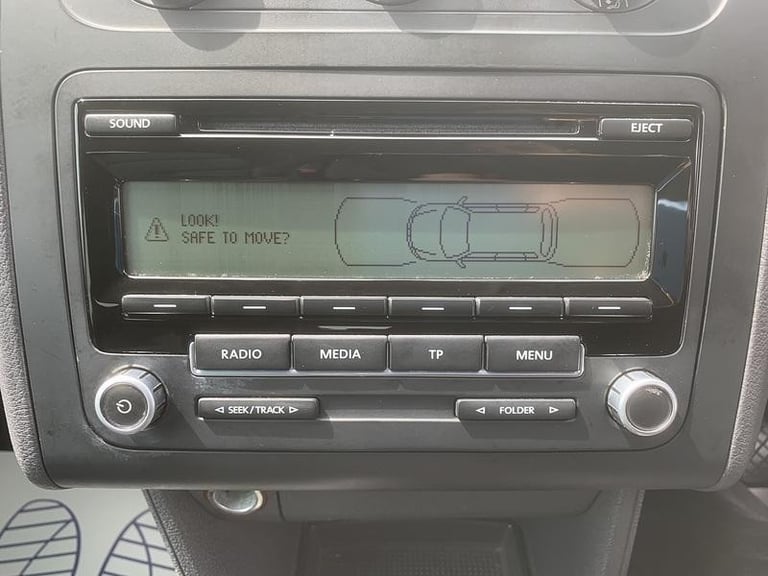 SOUND
EJECT
LOOK!
SAFE TO MOVE?
RADIO
MEDIA
TP
MENU
SEEK/TRACK
FOLDER